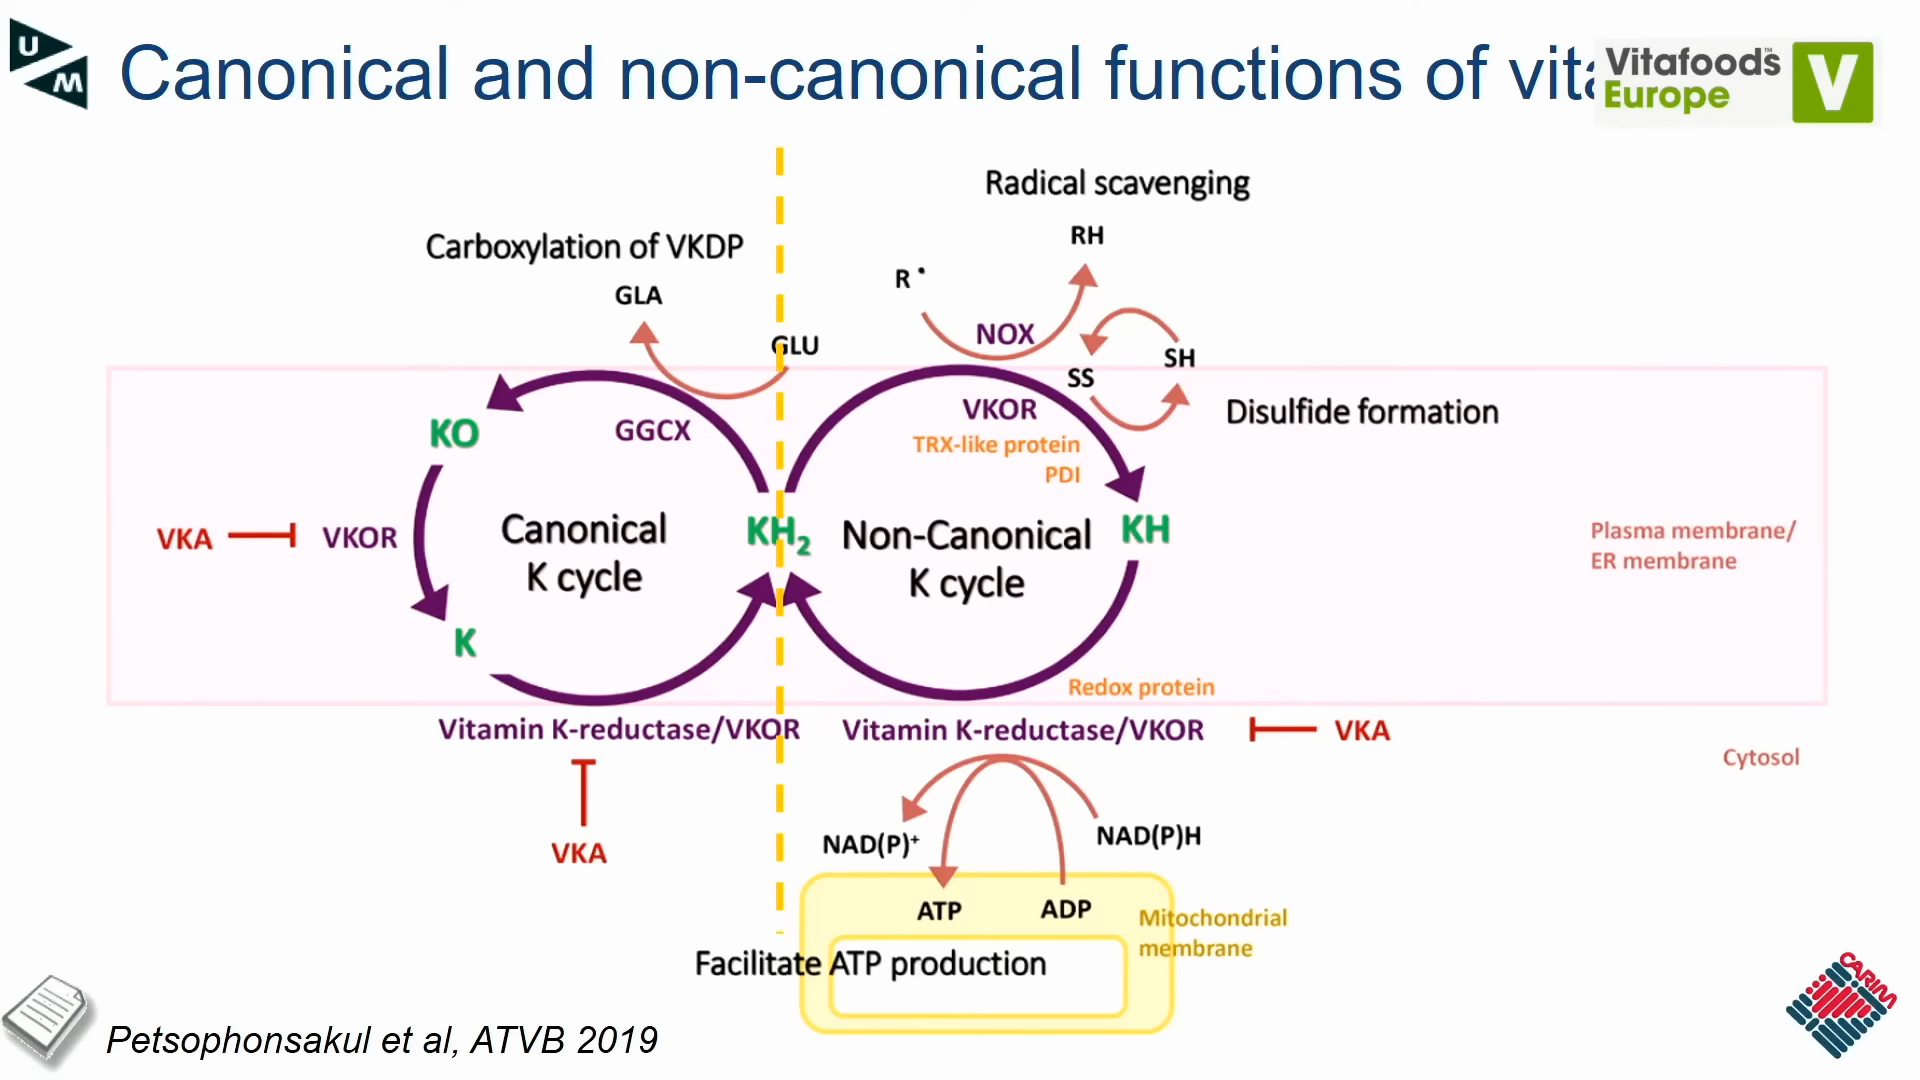 U
M
Canonical and non-canonical functions of vita
Vitafoods™
Europe
V
Radical scavenging
RH
Carboxylation of VKDP
R •
GLA
NOX
GLU
SH
SS
VKOR
Disulfide formation
KO
GGCX
TRX-like protein
PDI
Canonical
K cycle
KH₂
Non-Canonical
K cycle
KH
VKA
VKOR
Plasma membrane/
ER membrane
K
Redox protein
Vitamin K-reductase/VKOR
Vitamin K-reductase/VKOR
VKA
Cytosol
VKA
NAD(P)⁺
NAD(P)H
ATP
ADP
Mitochondrial
membrane
Facilitate ATP production
CARIM
Petsophonsakul et al, ATVB 2019